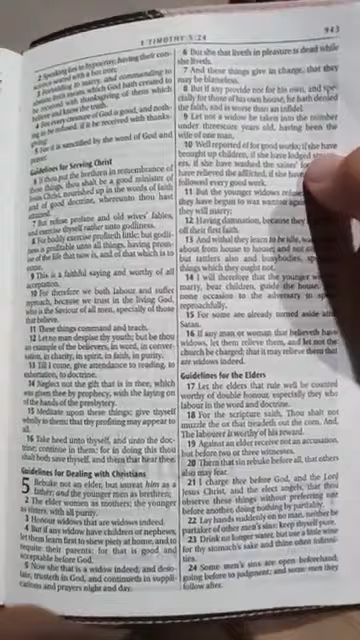 1 TIMOTHY 5:24
943
2 Speaking lies in hypocrisy; having their con-
science seared with a hot iron;
3 Forbidding to marry, and commanding to
abstain from meats, which God hath created to
be received with thanksgiving of them which
believe and know the truth.
4 For every creature of God is good, and noth-
ing to be refused, if it be received with thanks-
giving:
5 For it is sanctified by the word of God and
prayer.
Guidelines for Serving Christ
6 If thou put the brethren in remembrance of
these things, thou shalt be a good minister of
Jesus Christ, nourished up in the words of faith
and of good doctrine, whereunto thou hast
attained.
7 But refuse profane and old wives' fables,
and exercise thyself rather unto godliness.
8 For bodily exercise profiteth little: but godli-
ness is profitable unto all things, having prom-
ise of the life that now is, and of that which is to
come.
9 This is a faithful saying and worthy of all
acceptation.
10 For therefore we both labour and suffer
reproach, because we trust in the living God,
who is the Saviour of all men, specially of those
that believe.
11 These things command and teach.
12 Let no man despise thy youth; but be thou
an example of the believers, in word, in conver-
sation, in charity, in spirit, in faith, in purity.
13 Till I come, give attendance to reading, to
exhortation, to doctrine.
14 Neglect not the gift that is in thee, which
was given thee by prophecy, with the laying on
of the hands of the presbytery.
15 Meditate upon these things; give thyself
wholly to them; that thy profiting may appear to
all.
16 Take heed unto thyself, and unto the doc-
trine; continue in them: for in doing this thou
shalt both save thyself, and them that hear thee.
Guidelines for Dealing with Christians
5 Rebuke not an elder, but intreat him as a
father; and the younger men as brethren;
2 The elder women as mothers; the younger
as sisters, with all purity.
3 Honour widows that are widows indeed.
4 But if any widow have children or nephews,
let them learn first to shew piety at home, and to
requite their parents: for that is good and
acceptable before God.
5 Now she that is a widow indeed, and deso-
late, trusteth in God, and continueth in suppli-
cations and prayers night and day.
6 But she that liveth in pleasure is dead while
she liveth.
7 And these things give in charge, that they
may be blameless.
8 But if any provide not for his own, and spe-
cially for those of his own house, he hath denied
the faith, and is worse than an infidel.
9 Let not a widow be taken into the number
under threescore years old, having been the
wife of one man,
10 Well reported of for good works; if she have
brought up children, if she have lodged
ers, if she have washed the saints'
have relieved the afflicted, if she have
followed every good work.
11 But the younger widows
they have begun to wax wanton
they will marry;
12 Having damnation, because they
off their first faith.
13 And withal they learn to be idle,
about from house to house; and not
but tattlers also and busybodies,
things which they ought not.
14 I will therefore that the younger
marry, bear children, guide the house,
none occasion to the adversary to
reproachfully.
15 For some are already turned aside
Satan.
16 If any man or woman that believeth have
widows, let them relieve them, and let not the
church be charged; that it may relieve them that
are widows indeed.
Guidelines for the Elders
17 Let the elders that rule well be counted
worthy of double honour, especially they who
labour in the word and doctrine.
18 For the scripture saith, Thou shalt not
muzzle the ox that treadeth out the corn. And,
The labourer is worthy of his reward.
19 Against an elder receive not an accusation,
but before two or three witnesses.
20 Them that sin rebuke before all, that others
also may fear.
21 I charge thee before God, and the Lord
Jesus Christ, and the elect angels, that thou
observe these things without preferring one
before another, doing nothing by partiality.
22 Lay hands suddenly on no man, neither be
partaker of other men's sins: keep thyself pure.
23 Drink no longer water, but use a little wine
for thy stomach's sake and thine often infirmi-
ties.
24 Some men's sins are open beforehand,
going before to judgment; and some men they
follow after.